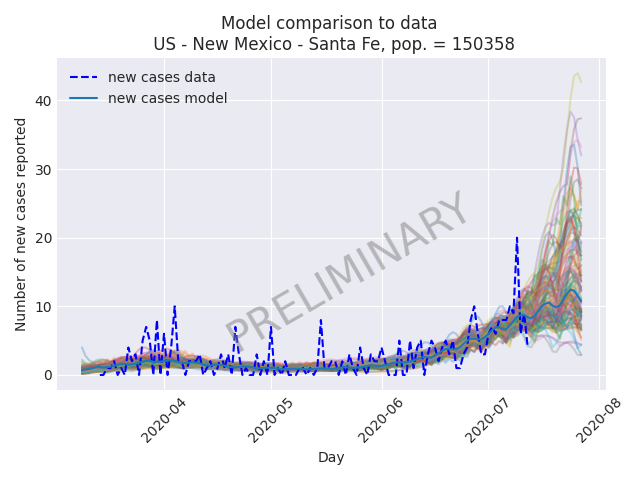 Model comparison to data
US - New Mexico - Santa Fe, pop. = 150358
new cases data
new cases model
PRELIMINARY
Number of new cases reported
40
30
20
10
0
2020-04
2020-05
2020-06
2020-07
2020-08
Day